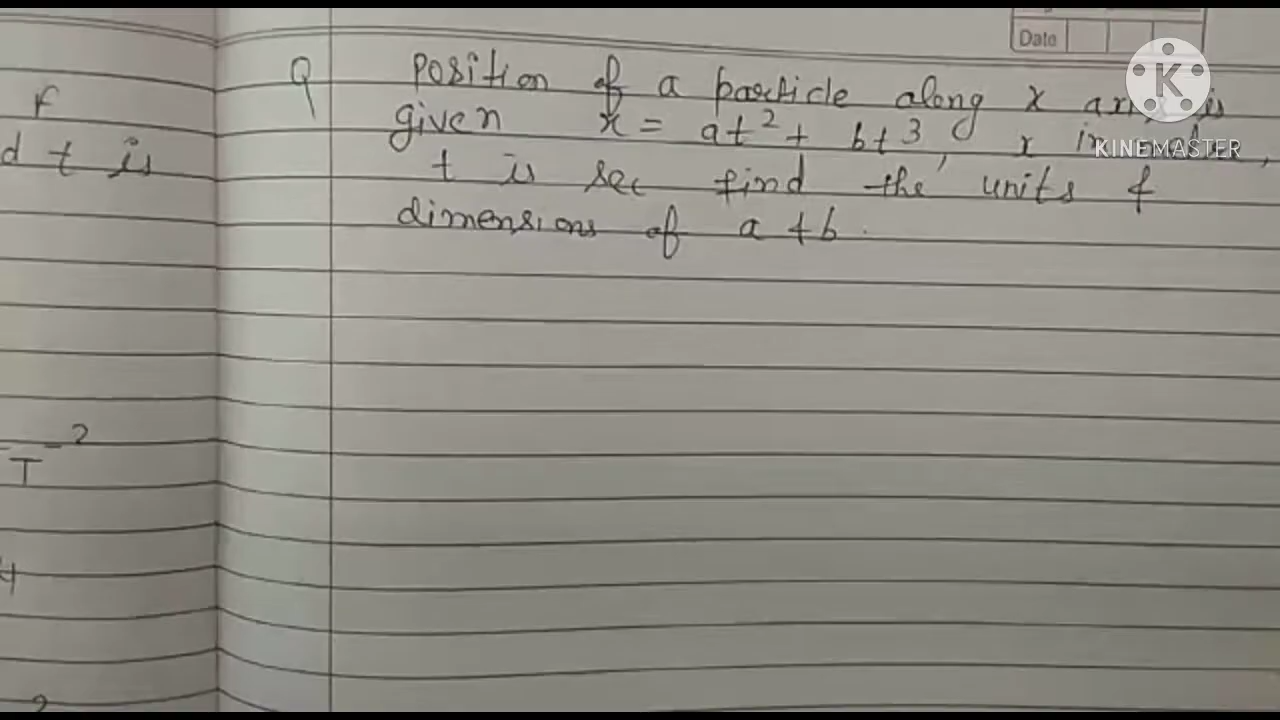 Date
K
KINEMASTER
Q position of a particle along x axis is
given x = at² + bt³, x in
t is sec find the units &
dimensions of a & b.
r
d t is
T⁻²